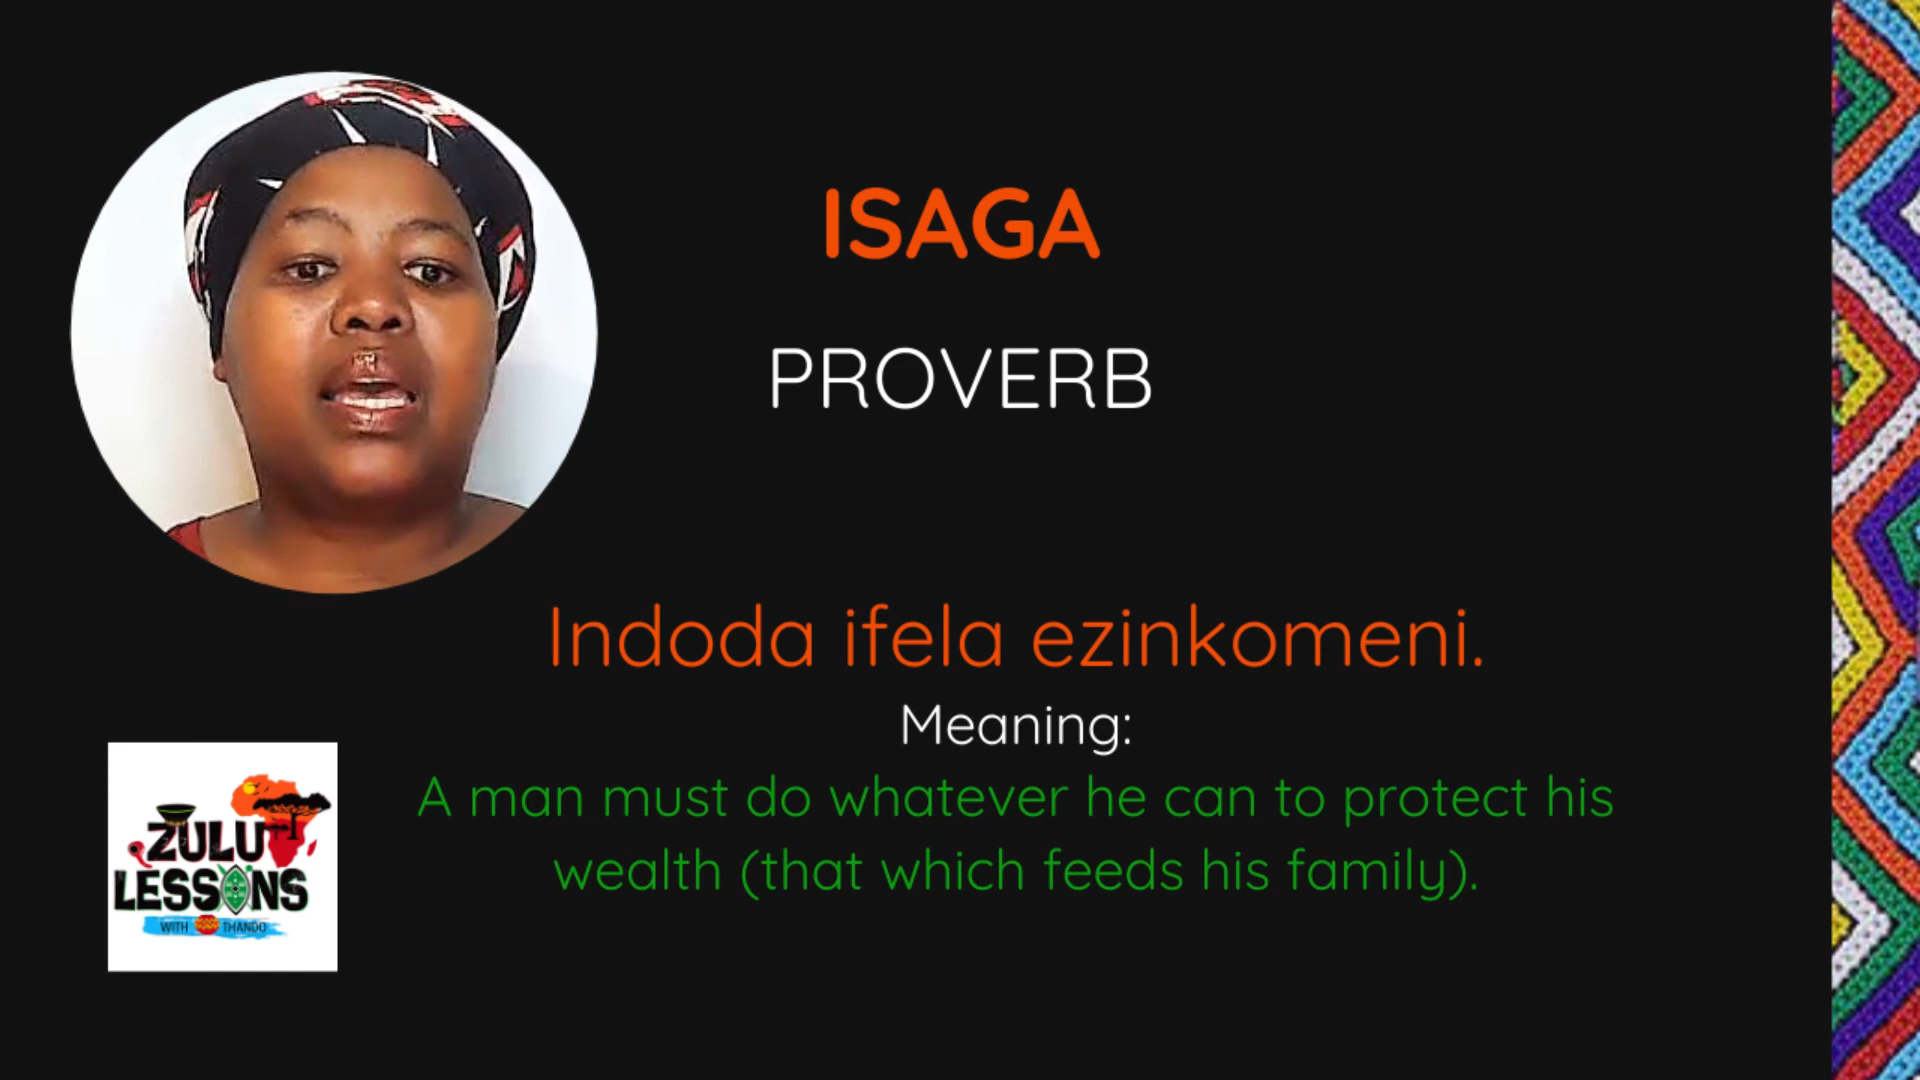 ISAGA
PROVERB
Indoda ifela ezinkomeni.
Meaning:
A man must do whatever he can to protect his
wealth (that which feeds his family).
ZULU
LESSONS
WITH THANDO